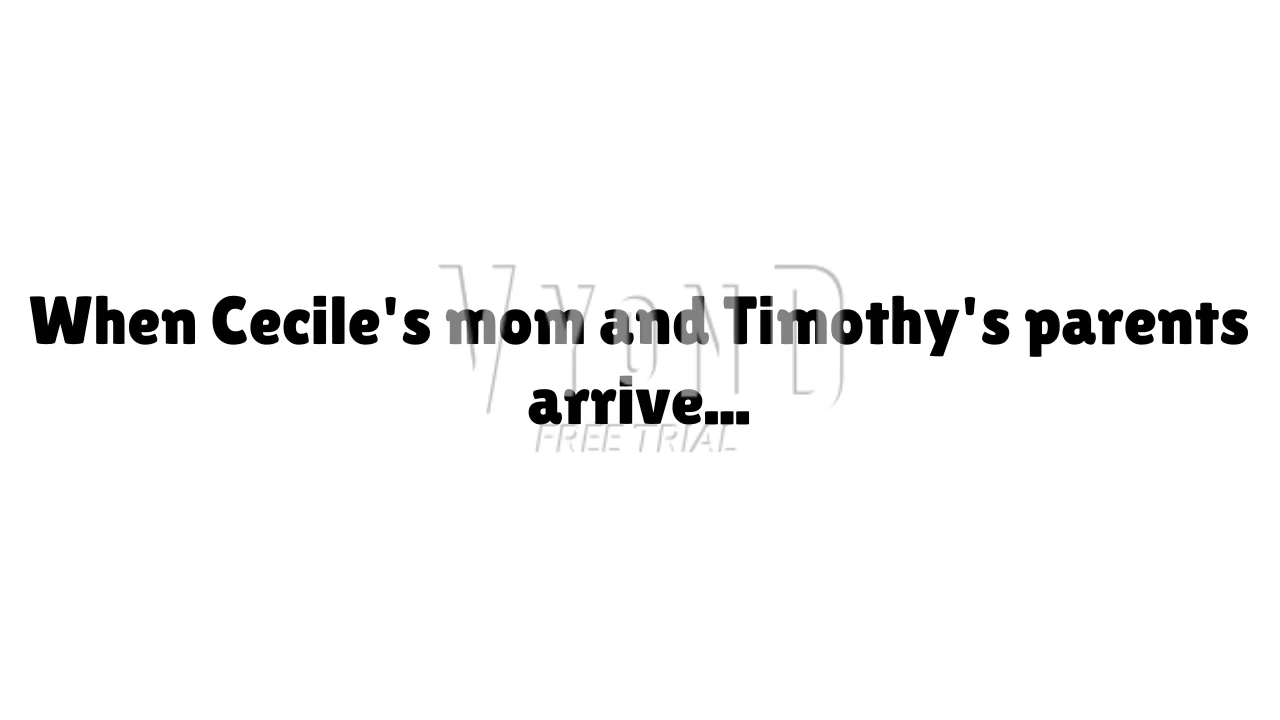 When Cecile's mom and Timothy's parents
arrive...
VYOND
FREE TRIAL